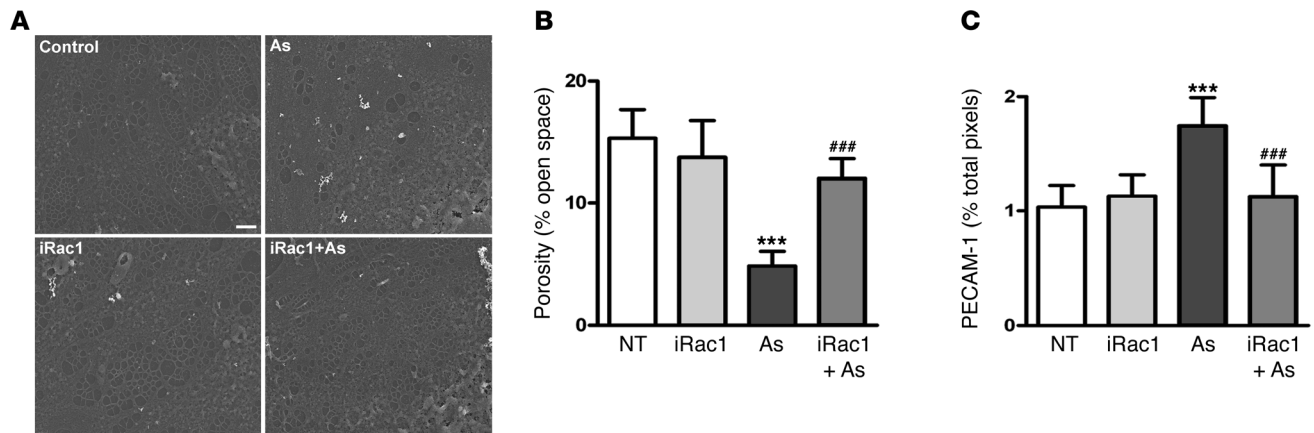 A
Control
As
iRac1
iRac1+As
B
Porosity (% open space)
20
10
0
***
###
NT
iRac1
As
iRac1
+ As
C
PECAM-1 (% total pixels)
2
1
0
***
###
NT
iRac1
As
iRac1
+ As